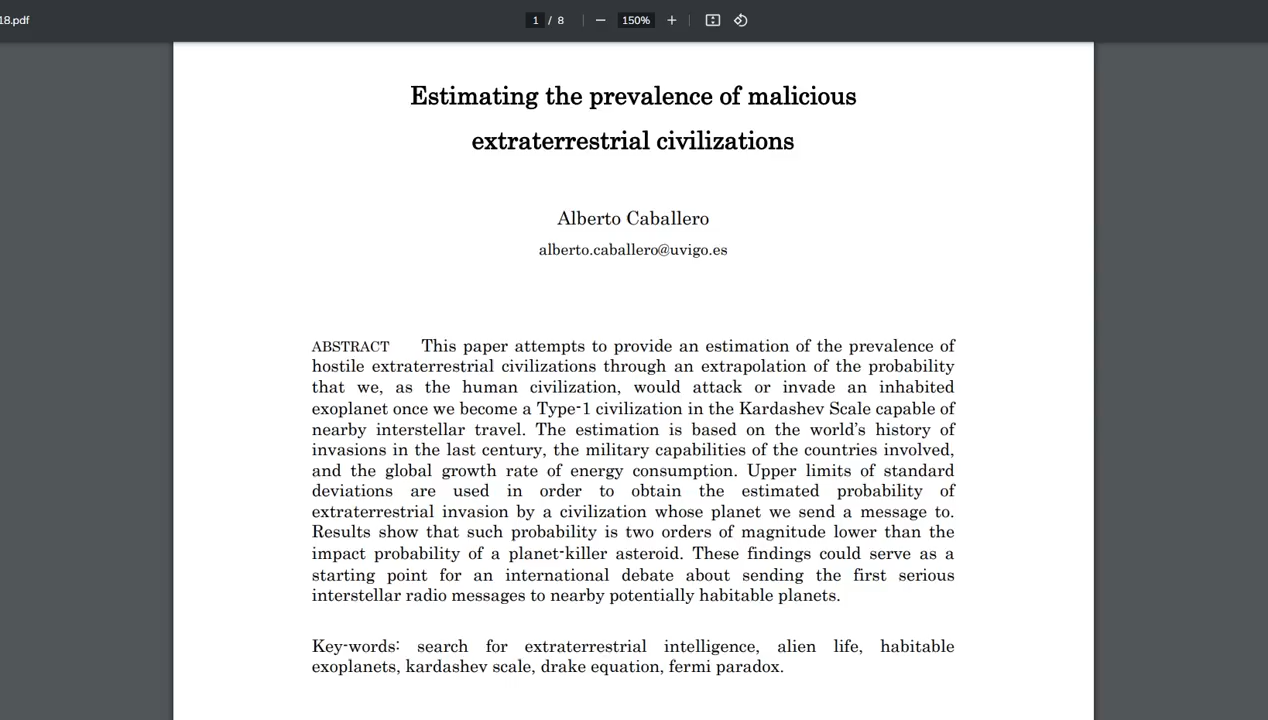 18.pdf
1 / 8 150%
Estimating the prevalence of malicious
extraterrestrial civilizations
Alberto Caballero
alberto.caballero@uvigo.es
ABSTRACT This paper attempts to provide an estimation of the prevalence of
hostile extraterrestrial civilizations through an extrapolation of the probability
that we, as the human civilization, would attack or invade an inhabited
exoplanet once we become a Type-1 civilization in the Kardashev Scale capable of
nearby interstellar travel. The estimation is based on the world's history of
invasions in the last century, the military capabilities of the countries involved,
and the global growth rate of energy consumption. Upper limits of standard
deviations are used in order to obtain the estimated probability of
extraterrestrial invasion by a civilization whose planet we send a message to.
Results show that such probability is two orders of magnitude lower than the
impact probability of a planet-killer asteroid. These findings could serve as a
starting point for an international debate about sending the first serious
interstellar radio messages to nearby potentially habitable planets.
Key-words: search for extraterrestrial intelligence, alien life, habitable
exoplanets, kardashev scale, drake equation, fermi paradox.